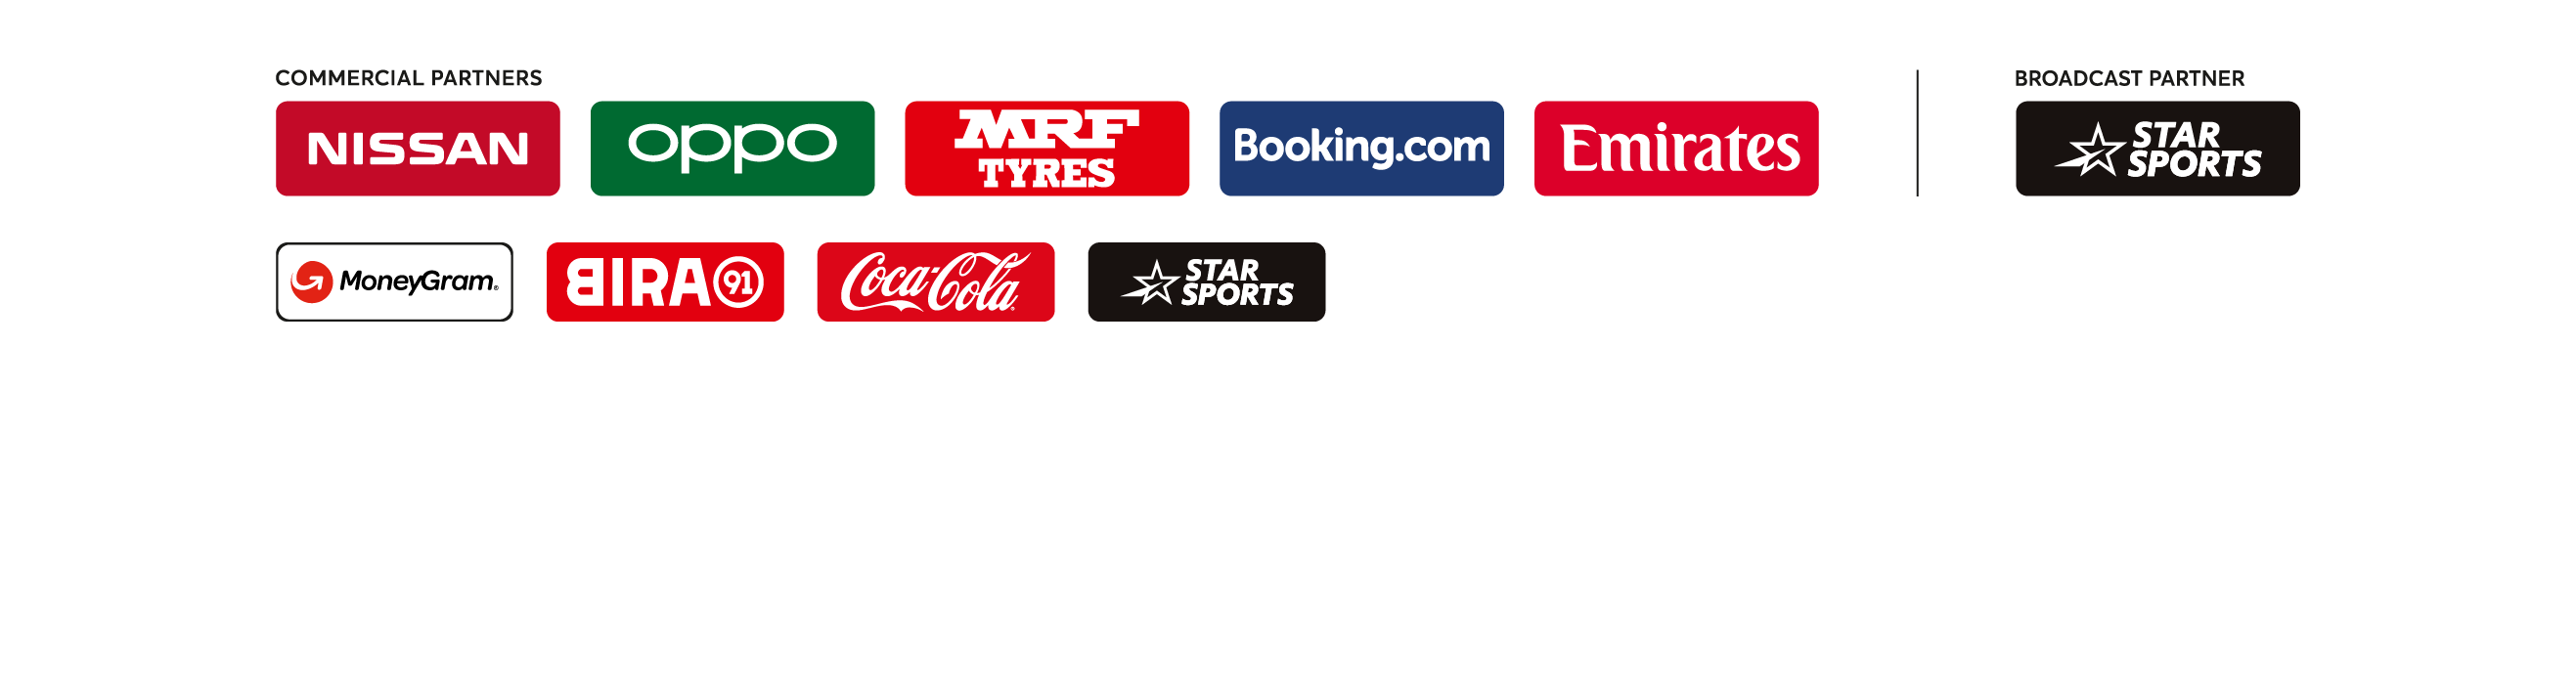 COMMERCIAL PARTNERS
BROADCAST PARTNER
NISSAN
oppo
MRF
TYRES
Booking.com
Emirates
STAR
SPORTS
MoneyGram®
BIRA 91
Coca-Cola®
STAR
SPORTS